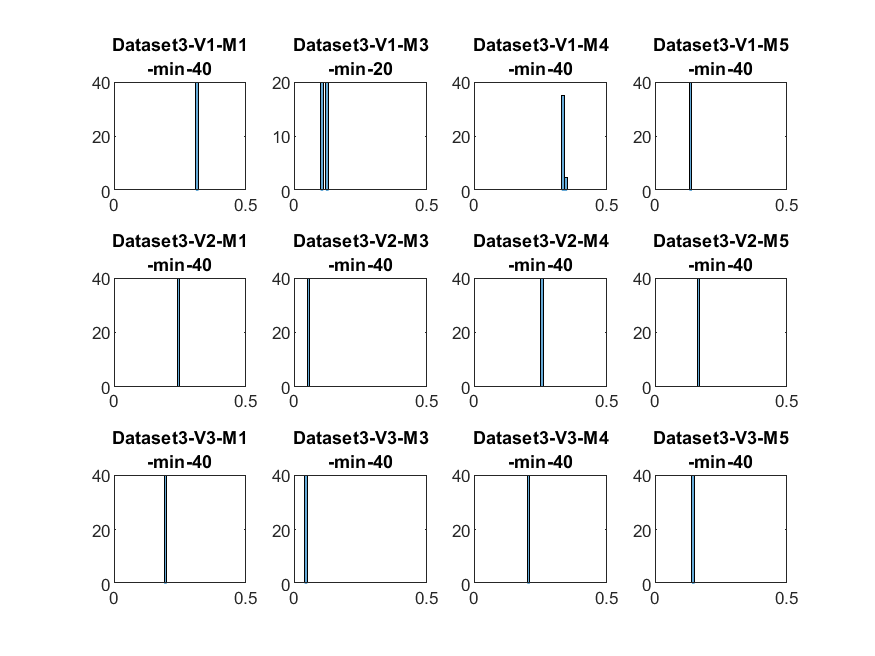 Dataset3-V1-M1
-min-40
Dataset3-V1-M3
-min-20
Dataset3-V1-M4
-min-40
Dataset3-V1-M5
-min-40
40
20
0
0
0.5
20
10
0
0
0.5
40
20
0
0
0.5
40
20
0
0
0.5
Dataset3-V2-M1
-min-40
Dataset3-V2-M3
-min-40
Dataset3-V2-M4
-min-40
Dataset3-V2-M5
-min-40
40
20
0
0
0.5
40
20
0
0
0.5
40
20
0
0
0.5
40
20
0
0
0.5
Dataset3-V3-M1
-min-40
Dataset3-V3-M3
-min-40
Dataset3-V3-M4
-min-40
Dataset3-V3-M5
-min-40
40
20
0
0
0.5
40
20
0
0
0.5
40
20
0
0
0.5
40
20
0
0
0.5